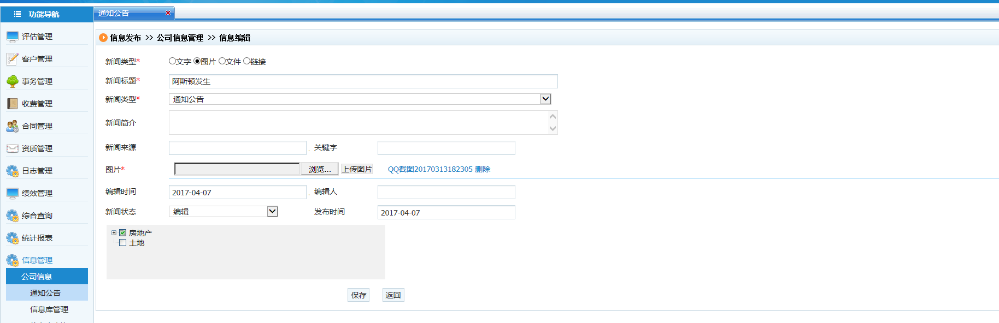 功能导航
评估管理
客户管理
事务管理
收费管理
合同管理
资质管理
日志管理
绩效管理
综合查询
统计报表
信息管理
公司信息
通知公告
信息库管理
通知公告
信息发布 >> 公司信息管理 >> 信息编辑
新闻类型* 文字 图片 文件 链接
新闻标题* 阿斯顿发生
新闻类型* 通知公告
新闻简介
新闻来源 . 关键字
图片* 浏览... 上传图片 QQ截图20170313182305 删除
编辑时间 2017-04-07 . 编辑人
新闻状态 编辑 发布时间 2017-04-07
房地产
土地
保存 返回